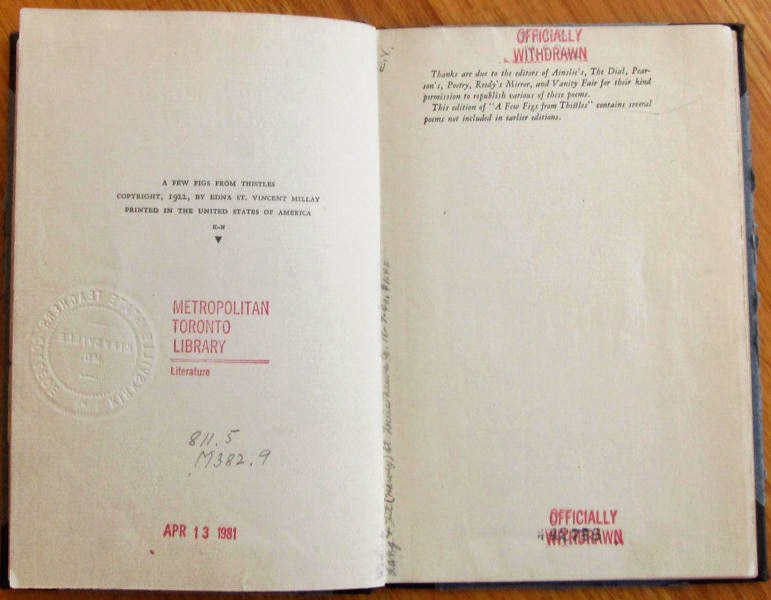 A FEW FIGS FROM THISTLES
COPYRIGHT, 1922, BY EDNA ST. VINCENT MILLAY
PRINTED IN THE UNITED STATES OF AMERICA
K-N
METROPOLITAN
TORONTO
LIBRARY
Literature
811.5
M382.9
APR 13 1981
OFFICIALLY
WITHDRAWN
Thanks are due to the editors of Ainslie's, The Dial, Pear-
son's, Poetry, Reedy's Mirror, and Vanity Fair for their kind
permission to republish various of these poems.
This edition of "A Few Figs from Thistles" contains several
poems not included in earlier editions.
OFFICIALLY
WITHDRAWN